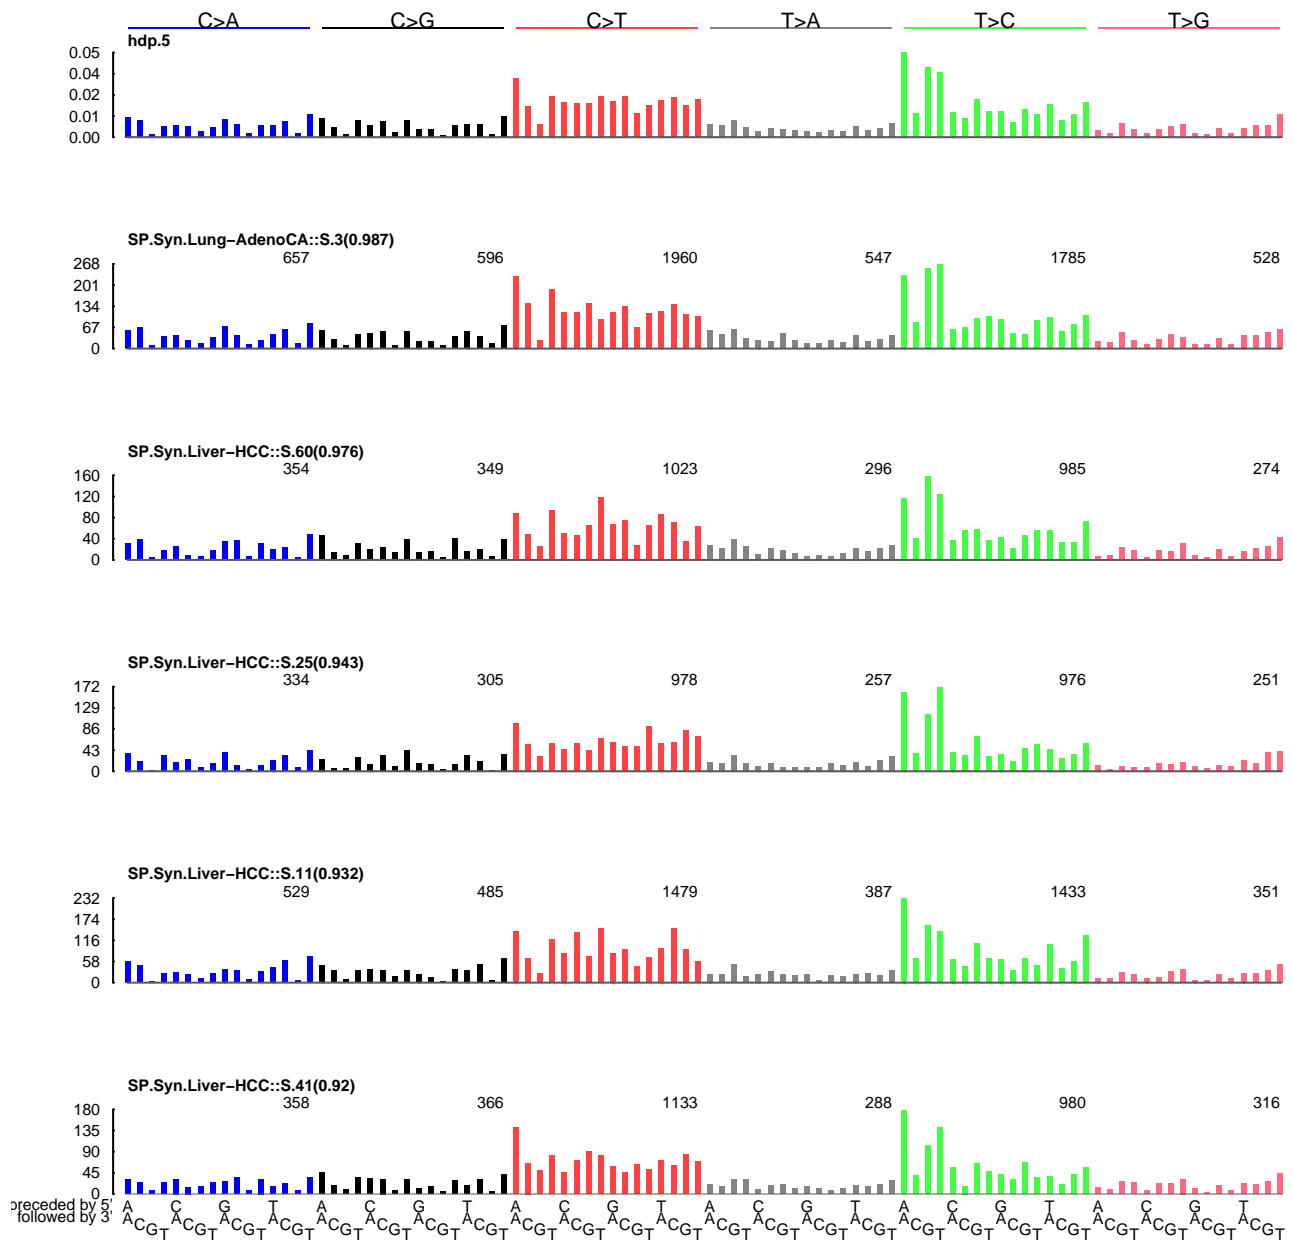 C>A C>G C>T T>A T>C T>G
hdp.5
0.05
0.04
0.02
0.01
0.00
SP.Syn.Lung−AdenoCA::S.3(0.987)
657 596 1960 547 1785 528
268
201
134
67
0
SP.Syn.Liver−HCC::S.60(0.976)
354 349 1023 296 985 274
160
120
80
40
0
SP.Syn.Liver−HCC::S.25(0.943)
334 305 978 257 976 251
172
129
86
43
0
SP.Syn.Liver−HCC::S.11(0.932)
529 485 1479 387 1433 351
232
174
116
58
0
SP.Syn.Liver−HCC::S.41(0.92)
358 366 1133 288 980 316
180
135
90
45
0
preceded by 5' A C G T A C G T A C G T A C G T A C G T A C G T
followed by 3' A C G T A C G T A C G T A C G T A C G T A C G T A C G T A C G T A C G T A C G T A C G T A C G T A C G T A C G T A C G T A C G T A C G T A C G T A C G T A C G T A C G T A C G T A C G T A C G T